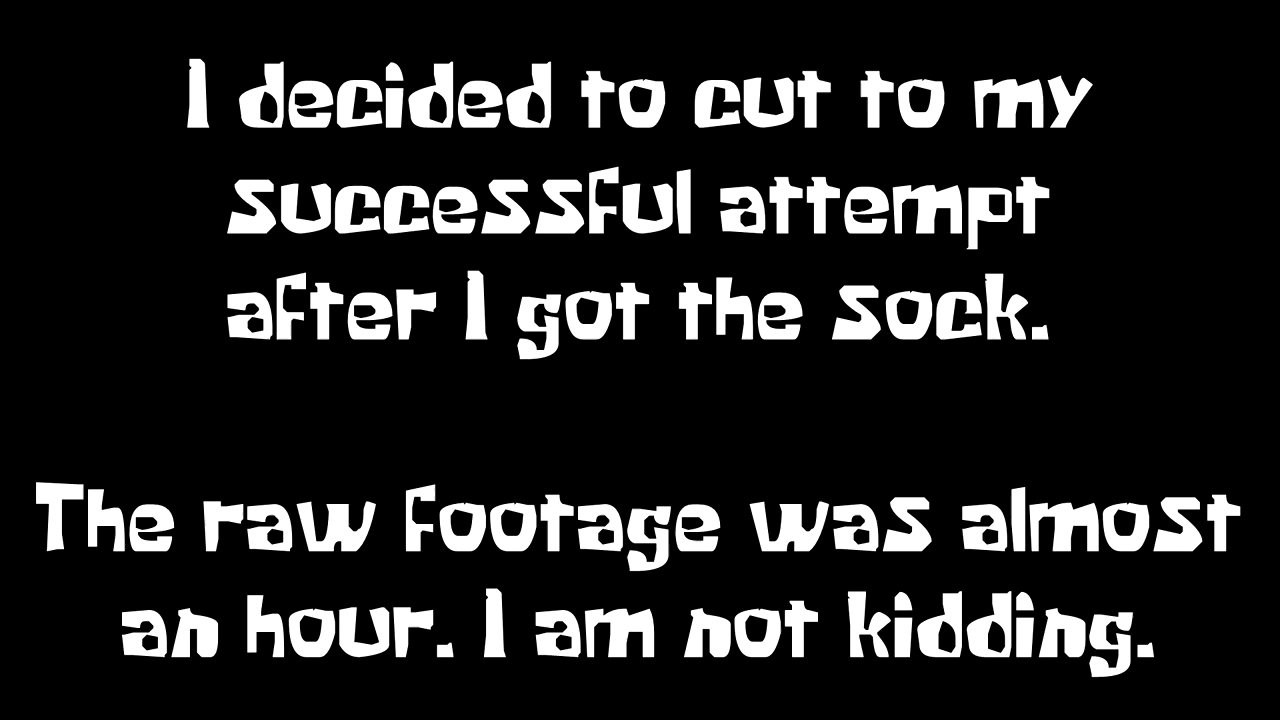 I decided to cut to my
successful attempt
after I got the sock.
The raw footage was almost
an hour. I am not kidding.